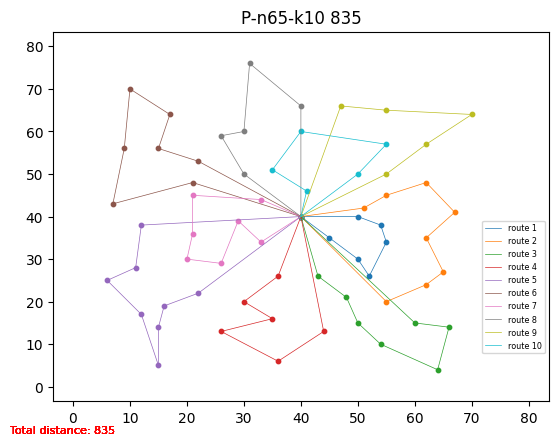 P-n65-k10 835
80
70
60
50
40
30
20
10
0
0 10 20 30 40 50 60 70 80
route 1
route 2
route 3
route 4
route 5
route 6
route 7
route 8
route 9
route 10
Total distance: 835